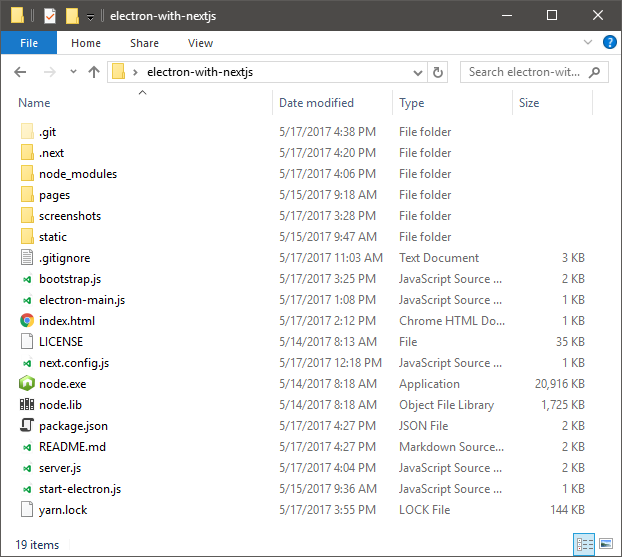 electron-with-nextjs
File Home Share View
electron-with-nextjs Search electron-wit...
Name Date modified Type Size
.git 5/17/2017 4:38 PM File folder
.next 5/17/2017 4:20 PM File folder
node_modules 5/17/2017 4:06 PM File folder
pages 5/15/2017 9:18 AM File folder
screenshots 5/17/2017 3:28 PM File folder
static 5/15/2017 9:47 AM File folder
.gitignore 5/17/2017 11:03 AM Text Document 3 KB
bootstrap.js 5/17/2017 3:25 PM JavaScript Source ... 2 KB
electron-main.js 5/17/2017 1:08 PM JavaScript Source ... 1 KB
index.html 5/17/2017 2:12 PM Chrome HTML Do... 1 KB
LICENSE 5/14/2017 8:13 AM File 35 KB
next.config.js 5/17/2017 12:18 PM JavaScript Source ... 1 KB
node.exe 5/14/2017 8:18 AM Application 20,916 KB
node.lib 5/14/2017 8:18 AM Object File Library 1,725 KB
package.json 5/17/2017 4:27 PM JSON File 2 KB
README.md 5/17/2017 4:27 PM Markdown Source... 2 KB
server.js 5/17/2017 4:04 PM JavaScript Source ... 2 KB
start-electron.js 5/15/2017 9:36 AM JavaScript Source ... 1 KB
yarn.lock 5/17/2017 3:55 PM LOCK File 144 KB
19 items